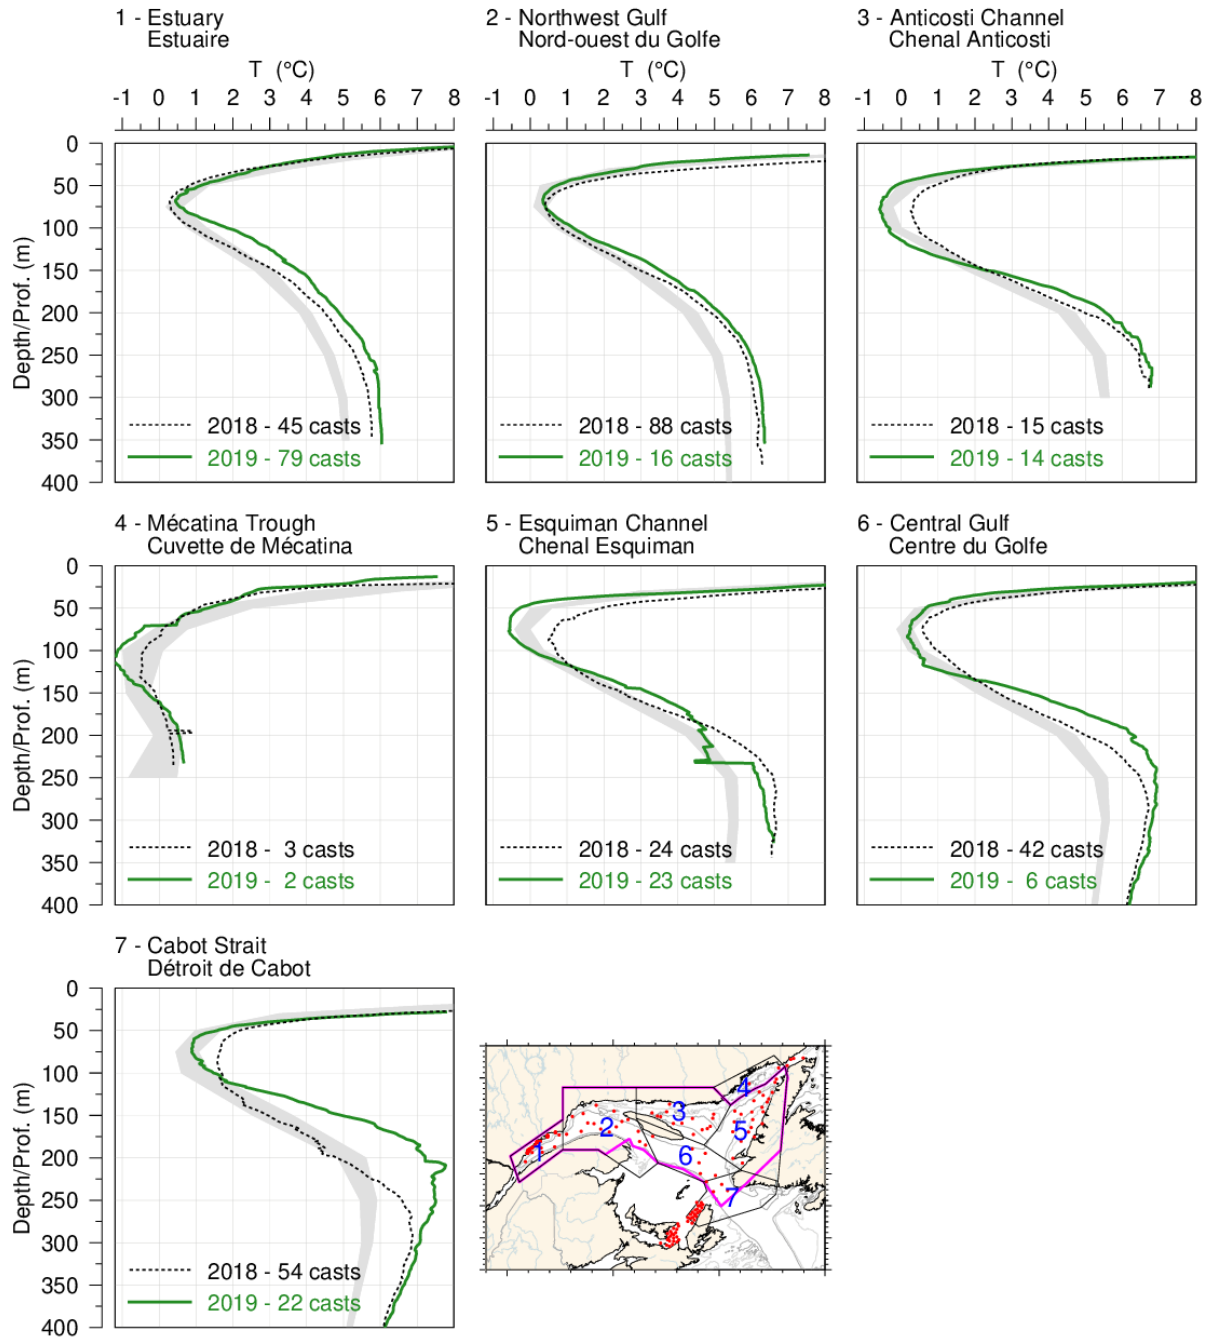 1 - Estuary
Estuaire
2 - Northwest Gulf
Nord-ouest du Golfe
3 - Anticosti Channel
Chenal Anticosti
T (°C)
T (°C)
T (°C)
-1 0 1 2 3 4 5 6 7 8
-1 0 1 2 3 4 5 6 7 8
-1 0 1 2 3 4 5 6 7 8
Depth/Prof. (m)
0
50
100
150
200
250
300
350
400
2018 - 45 casts
2019 - 79 casts
2018 - 88 casts
2019 - 16 casts
2018 - 15 casts
2019 - 14 casts
4 - Mécatina Trough
Cuvette de Mécatina
5 - Esquiman Channel
Chenal Esquiman
6 - Central Gulf
Centre du Golfe
Depth/Prof. (m)
0
50
100
150
200
250
300
350
400
2018 - 3 casts
2019 - 2 casts
2018 - 24 casts
2019 - 23 casts
2018 - 42 casts
2019 - 6 casts
7 - Cabot Strait
Détroit de Cabot
Depth/Prof. (m)
0
50
100
150
200
250
300
350
400
2018 - 54 casts
2019 - 22 casts
4
3
2
5
1
6
7